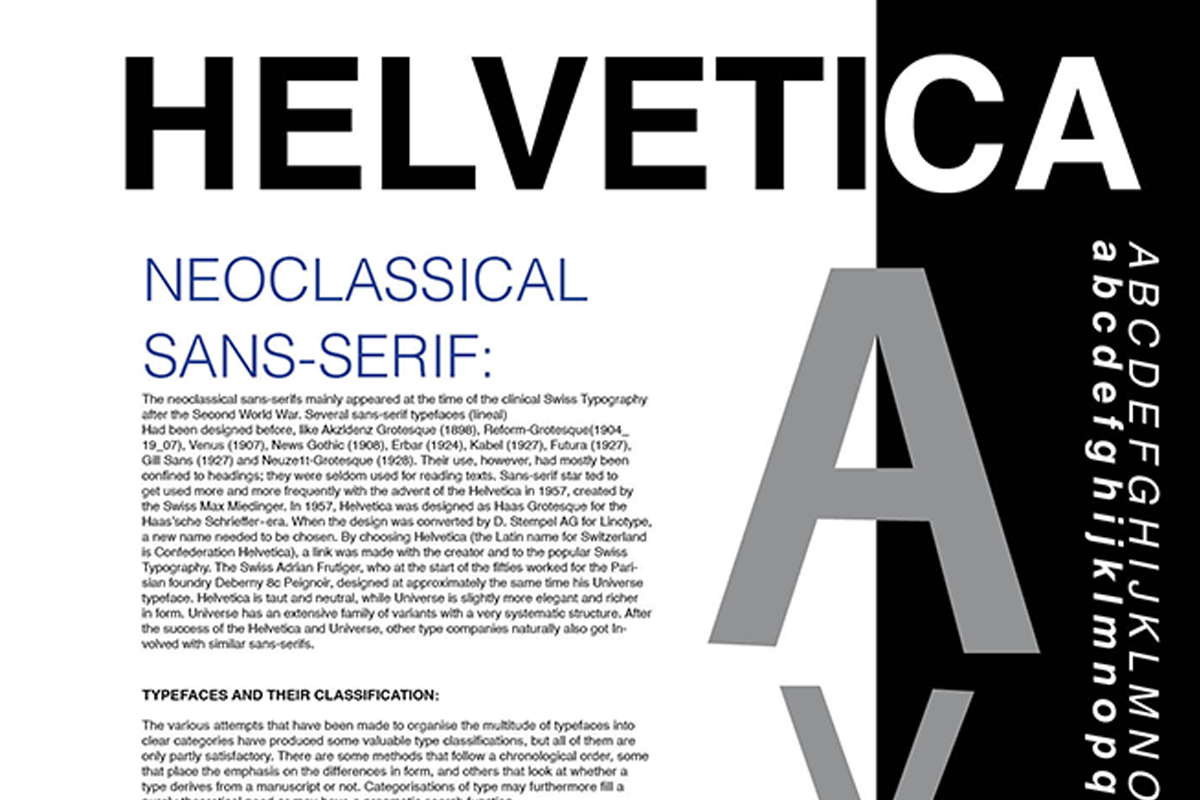 HELVETICA
NEOCLASSICAL
SANS-SERIF:
The neoclassical sans-serifs mainly appeared at the time of the clinical Swiss Typography
after the Second World War. Several sans-serif typefaces (lineal)
Had been designed before, like Akzidenz Grotesque (1898), Reform-Grotesque(1904_
19_07), Venus (1907), News Gothic (1908), Erbar (1924), Kabel (1927), Futura (1927),
Gill Sans (1927) and Neuze1t-Grotesque (1928). Their use, however, had mostly been
confined to headings; they were seldom used for reading texts. Sans-serif star ted to
get used more and more frequently with the advent of the Helvetica in 1957, created by
the Swiss Max Miedinger. In 1957, Helvetica was designed as Haas Grotesque for the
Haas'sche Schrieffer-era. When the design was converted by D. Stempel AG for Linotype,
a new name needed to be chosen. By choosing Helvetica (the Latin name for Switzerland
is Confederation Helvetica), a link was made with the creator and to the popular Swiss
Typography. The Swiss Adrian Frutiger, who at the start of the fifties worked for the Pari-
sian foundry Deberny 8c Peignoir, designed at approximately the same time his Universe
typeface. Helvetica is taut and neutral, while Universe is slightly more elegant and richer
in form. Universe has an extensive family of variants with a very systematic structure. After
the success of the Helvetica and Universe, other type companies naturally also got In-
volved with similar sans-serifs.
TYPEFACES AND THEIR CLASSIFICATION:
The various attempts that have been made to organise the multitude of typefaces into
clear categories have produced some valuable type classifications, but all of them are
only partly satisfactory. There are some methods that follow a chronological order, some
that place the emphasis on the differences in form, and others that look at whether a
type derives from a manuscript or not. Categorisations of type may furthermore fill a
A
Y
ABCDEFGHIJKLMNO
abcdefghijklmnopq